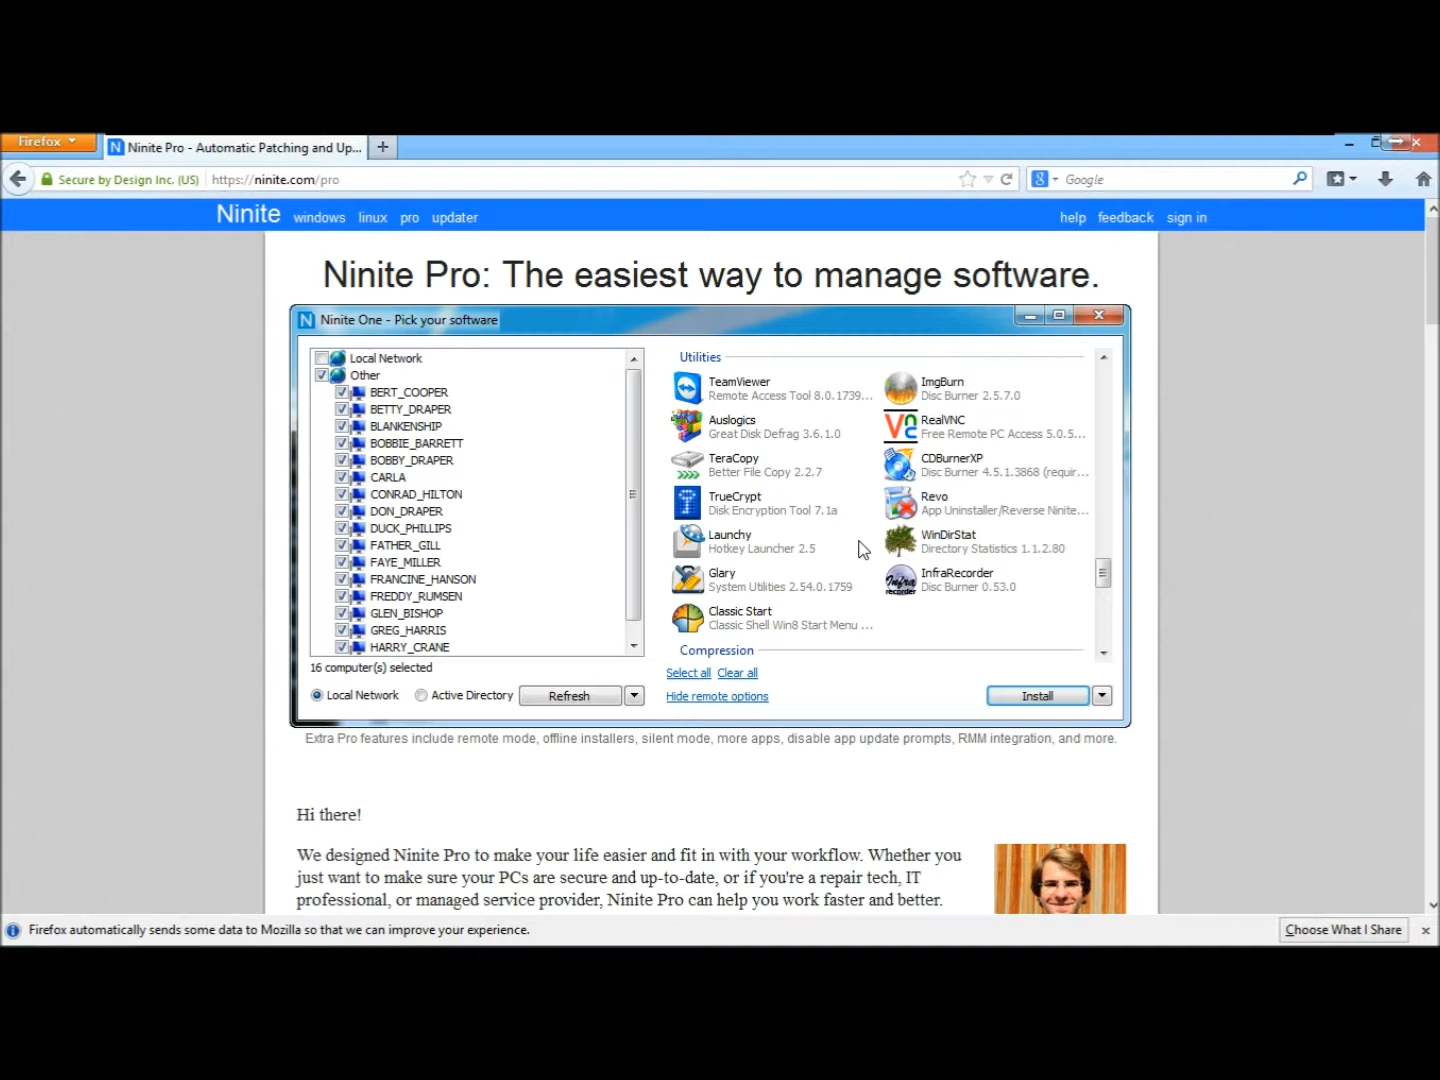 Firefox
Ninite Pro - Automatic Patching and Up...
Secure by Design Inc. (US) https://ninite.com/pro
Google
Ninite windows linux pro updater help feedback sign in
Ninite Pro: The easiest way to manage software.
Ninite One - Pick your software
Local Network
Other
BERT_COOPER
BETTY_DRAPER
BLANKENSHIP
BOBBIE_BARRETT
BOBBY_DRAPER
CARLA
CONRAD_HILTON
DON_DRAPER
DUCK_PHILLIPS
FATHER_GILL
FAYE_MILLER
FRANCINE_HANSON
FREDDY_RUMSEN
GLEN_BISHOP
GREG_HARRIS
HARRY_CRANE
16 computer(s) selected
Local Network Active Directory Refresh
Utilities
TeamViewer
Remote Access Tool 8.0.1739...
Auslogics
Great Disk Defrag 3.6.1.0
TeraCopy
Better File Copy 2.2.7
TrueCrypt
Disk Encryption Tool 7.1a
Launchy
Hotkey Launcher 2.5
Glary
System Utilities 2.54.0.1759
Classic Start
Classic Shell Win8 Start Menu ...
ImgBurn
Disc Burner 2.5.7.0
RealVNC
Free Remote PC Access 5.0.5...
CDBurnerXP
Disc Burner 4.5.1.3868 (requir...
Revo
App Uninstaller/Reverse Ninite...
WinDirStat
Directory Statistics 1.1.2.80
InfraRecorder
Disc Burner 0.53.0
Compression
Select all Clear all
Hide remote options
Install
Extra Pro features include remote mode, offline installers, silent mode, more apps, disable app update prompts, RMM integration, and more.
Hi there!
We designed Ninite Pro to make your life easier and fit in with your workflow. Whether you
just want to make sure your PCs are secure and up-to-date, or if you're a repair tech, IT
professional, or managed service provider, Ninite Pro can help you work faster and better.
Firefox automatically sends some data to Mozilla so that we can improve your experience.
Choose What I Share